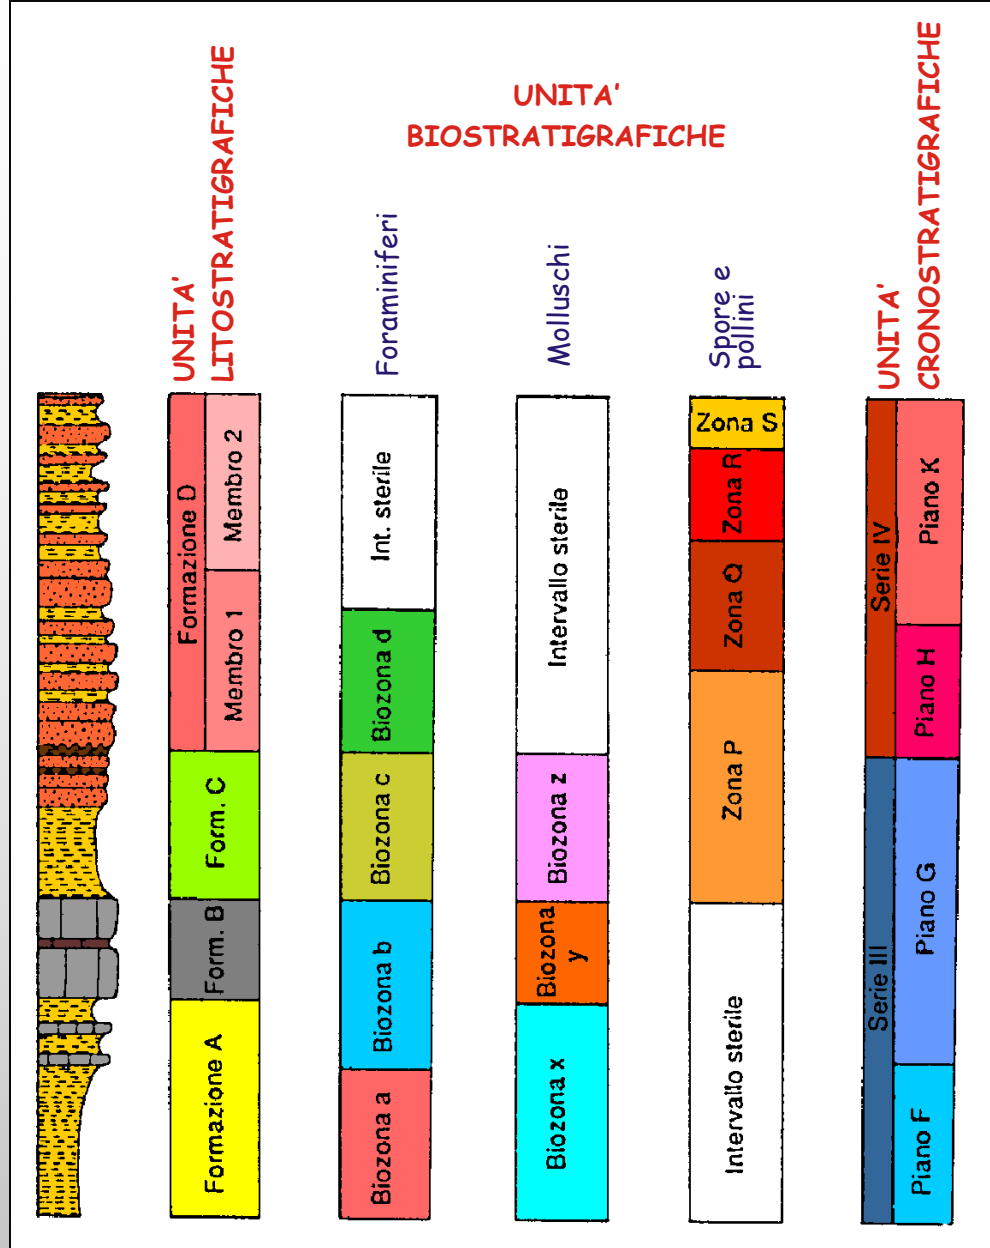 UNITA'
LITOSTRATIGRAFICHE
UNITA'
BIOSTRATIGRAFICHE
UNITA'
CRONOSTRATIGRAFICHE
Foraminiferi
Molluschi
Spore e
pollini
Formazione D
Membro 2
Membro 1
Form. C
Form. B
Formazione A
Int. sterile
Biozona d
Biozona c
Biozona b
Biozona a
Intervallo sterile
Biozona z
Biozona
y
Biozona x
Zona S
Zona R
Zona Q
Zona P
Intervallo sterile
Serie IV
Serie III
Piano K
Piano H
Piano G
Piano F